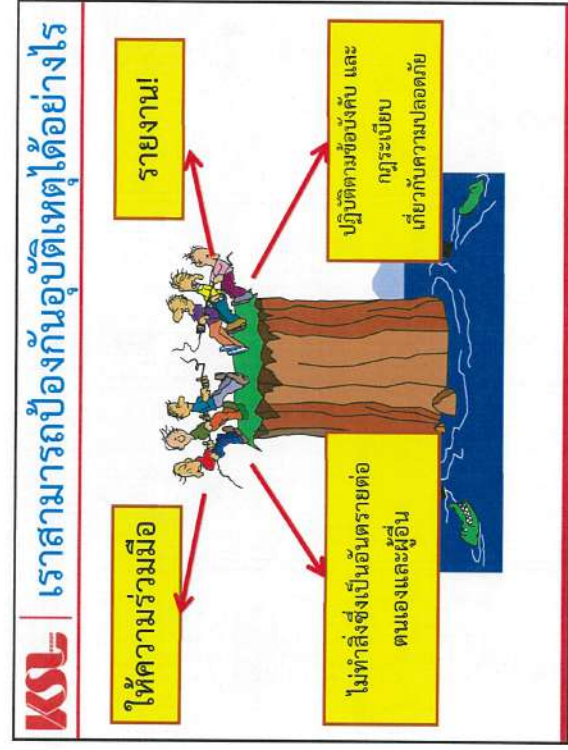 KSL
เราสามารถป้องกันอุบัติเหตุได้อย่างไร
ให้ความร่วมมือ
รายงาน!
ไม่ทำสิ่งซึ่งเป็นอันตรายต่อ
ตนเองและผู้อื่น
ปฏิบัติตามข้อบังคับ และ
กฎระเบียบ
เกี่ยวกับความปลอดภัย